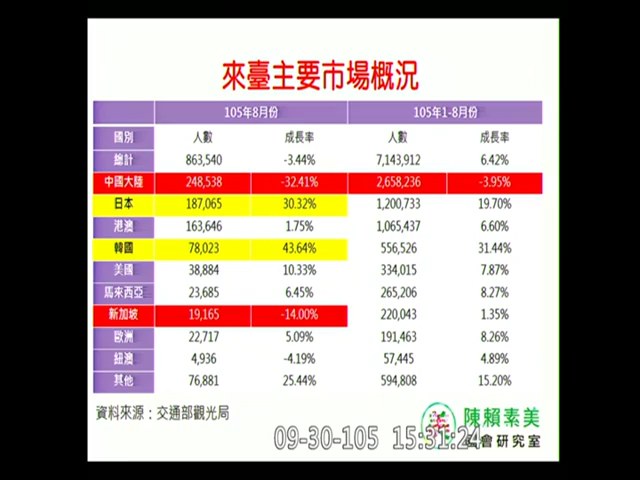 來臺主要市場概況
105年8月份 105年1-8月份
國別 人數 成長率 人數 成長率
總計 863,540 -3.44% 7,143,912 6.42%
中國大陸 248,538 -32.41% 2,658,236 -3.95%
日本 187,065 30.32% 1,200,733 19.70%
港澳 163,646 1.75% 1,065,437 6.60%
韓國 78,023 43.64% 556,526 31.44%
美國 38,884 10.33% 334,015 7.87%
馬來西亞 23,685 6.45% 265,206 8.27%
新加坡 19,165 -14.00% 220,043 1.35%
歐洲 22,717 5.09% 191,463 8.26%
紐澳 4,936 -4.19% 57,445 4.89%
其他 76,881 25.44% 594,808 15.20%
資料來源：交通部觀光局
陳賴素美
會研究室
09-30-105 15:31:24